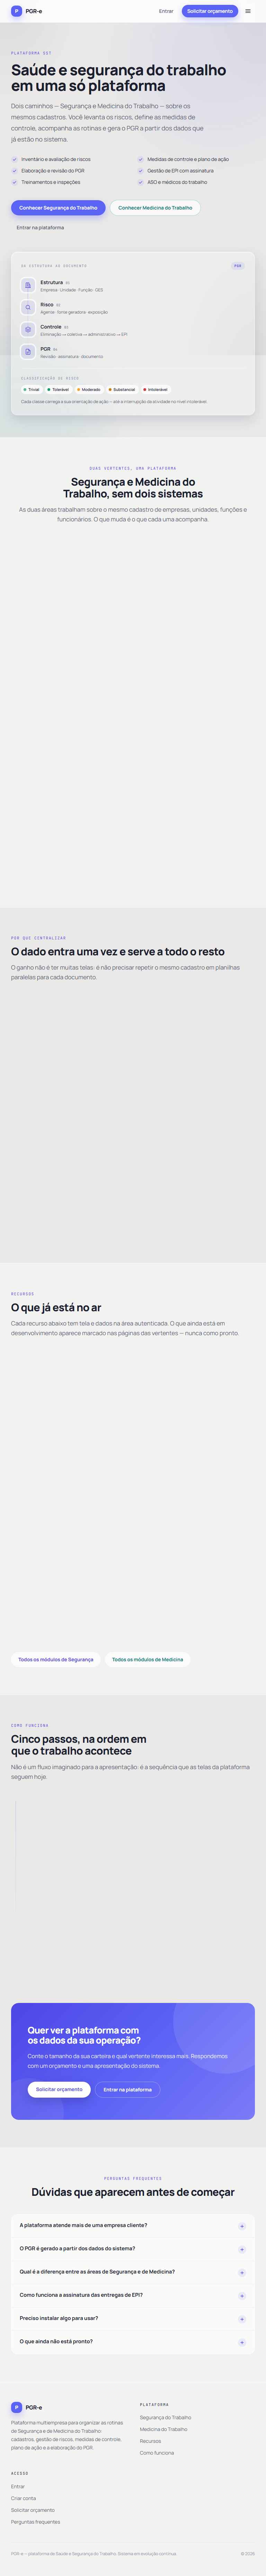 P PGR-e
Entrar
Solicitar orçamento
PLATAFORMA SST
Saúde e segurança do trabalho
em uma só plataforma
Dois caminhos — Segurança e Medicina do Trabalho — sobre os
mesmos cadastros. Você levanta os riscos, define as medidas de
controle, acompanha as rotinas e gera o PGR a partir dos dados que
já estão no sistema.
Inventário e avaliação de riscos
Medidas de controle e plano de ação
Elaboração e revisão do PGR
Gestão de EPI com assinatura
Treinamentos e inspeções
ASO e médicos do trabalho
Conhecer Segurança do Trabalho
Conhecer Medicina do Trabalho
Entrar na plataforma
DA ESTRUTURA AO DOCUMENTO
PGR
Estrutura 01
Empresa · Unidade · Função · GES
Risco 02
Agente · fonte geradora · exposição
Controle 03
Eliminação → coletiva → administrativa → EPI
PGR 04
Revisão · assinatura · documento
CLASSIFICAÇÃO DE RISCO
Trivial
Tolerável
Moderado
Substancial
Intolerável
Cada classe carrega a sua orientação de ação — até a interrupção da atividade no nível intolerável.
DUAS VERTENTES, UMA PLATAFORMA
Segurança e Medicina do
Trabalho, sem dois sistemas
As duas áreas trabalham sobre o mesmo cadastro de empresas, unidades, funções e
funcionários. O que muda é o que cada uma acompanha.
POR QUE CENTRALIZAR
O dado entra uma vez e serve a todo o resto
O ganho não é ter muitas telas: é não precisar repetir o mesmo cadastro em planilhas
paralelas para cada documento.
RECURSOS
O que já está no ar
Cada recurso abaixo tem tela e dados na área autenticada. O que ainda está em
desenvolvimento aparece marcado nas páginas das vertentes — nunca como pronto.
Todos os módulos de Segurança
Todos os módulos de Medicina
COMO FUNCIONA
Cinco passos, na ordem em
que o trabalho acontece
Não é um fluxo imaginado para a apresentação: é a sequência que as telas da plataforma
seguem hoje.
Quer ver a plataforma com
os dados da sua operação?
Conte o tamanho da sua carteira e qual vertente interessa mais. Respondemos
com um orçamento e uma apresentação do sistema.
Solicitar orçamento
Entrar na plataforma
PERGUNTAS FREQUENTES
Dúvidas que aparecem antes de começar
A plataforma atende mais de uma empresa cliente?
O PGR é gerado a partir dos dados do sistema?
Qual é a diferença entre as áreas de Segurança e de Medicina?
Como funciona a assinatura das entregas de EPI?
Preciso instalar algo para usar?
O que ainda não está pronto?
P PGR-e
Plataforma multiempresa para organizar as rotinas
de Segurança e de Medicina do Trabalho:
cadastros, gestão de riscos, medidas de controle,
plano de ação e a elaboração do PGR.
PLATAFORMA
Segurança do Trabalho
Medicina do Trabalho
Recursos
Como funciona
ACESSO
Entrar
Criar conta
Solicitar orçamento
Perguntas frequentes
PGR-e — plataforma de Saúde e Segurança do Trabalho. Sistema em evolução contínua.
© 2026